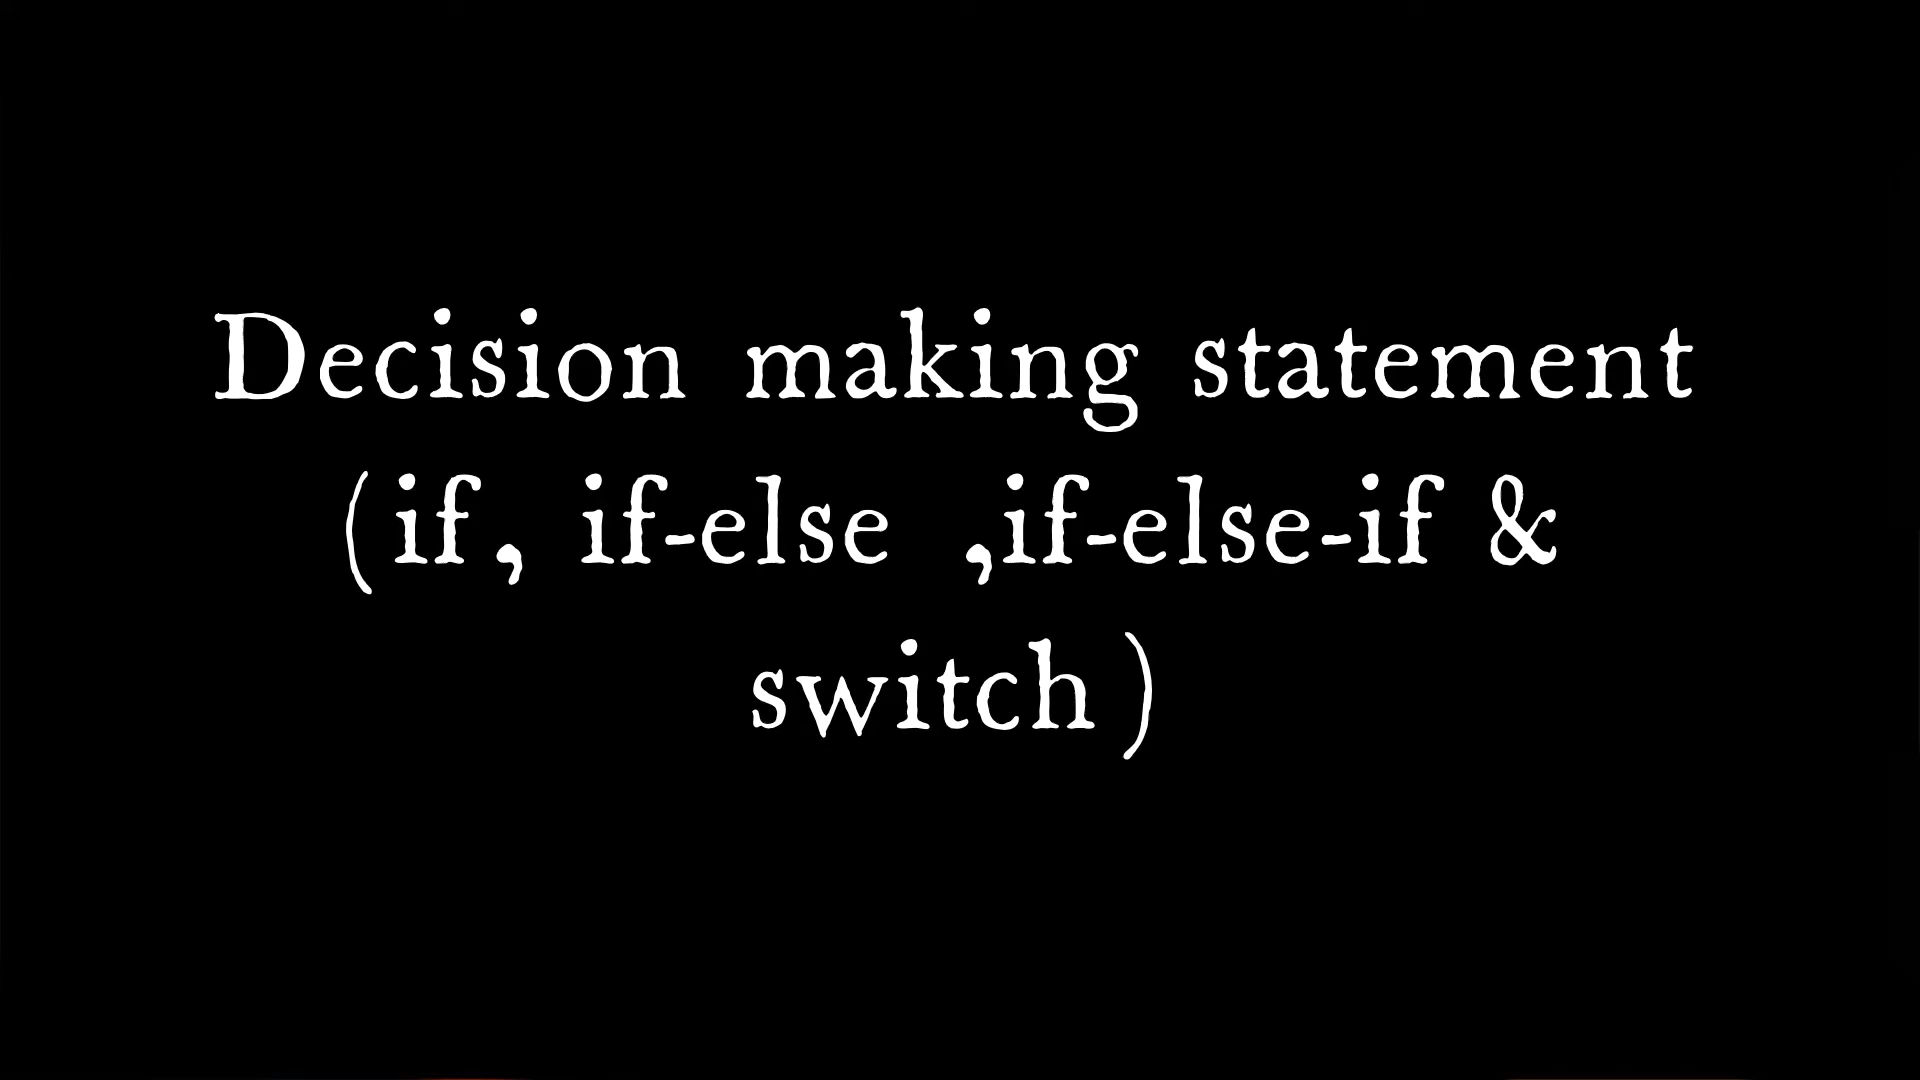 Decision making statement
(if, if-else ,if-else-if &
switch)